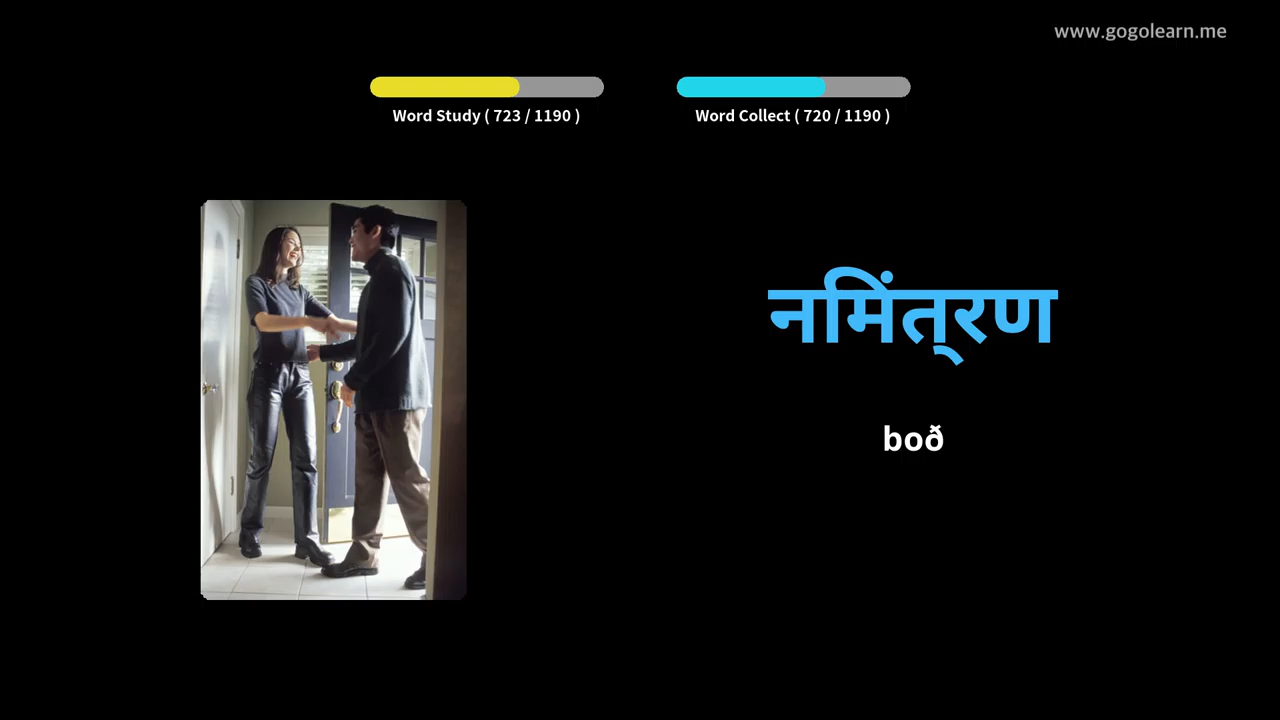 www.gogolearn.me
Word Study ( 723 / 1190 )
Word Collect ( 720 / 1190 )
नमिंत्‌रण
boð